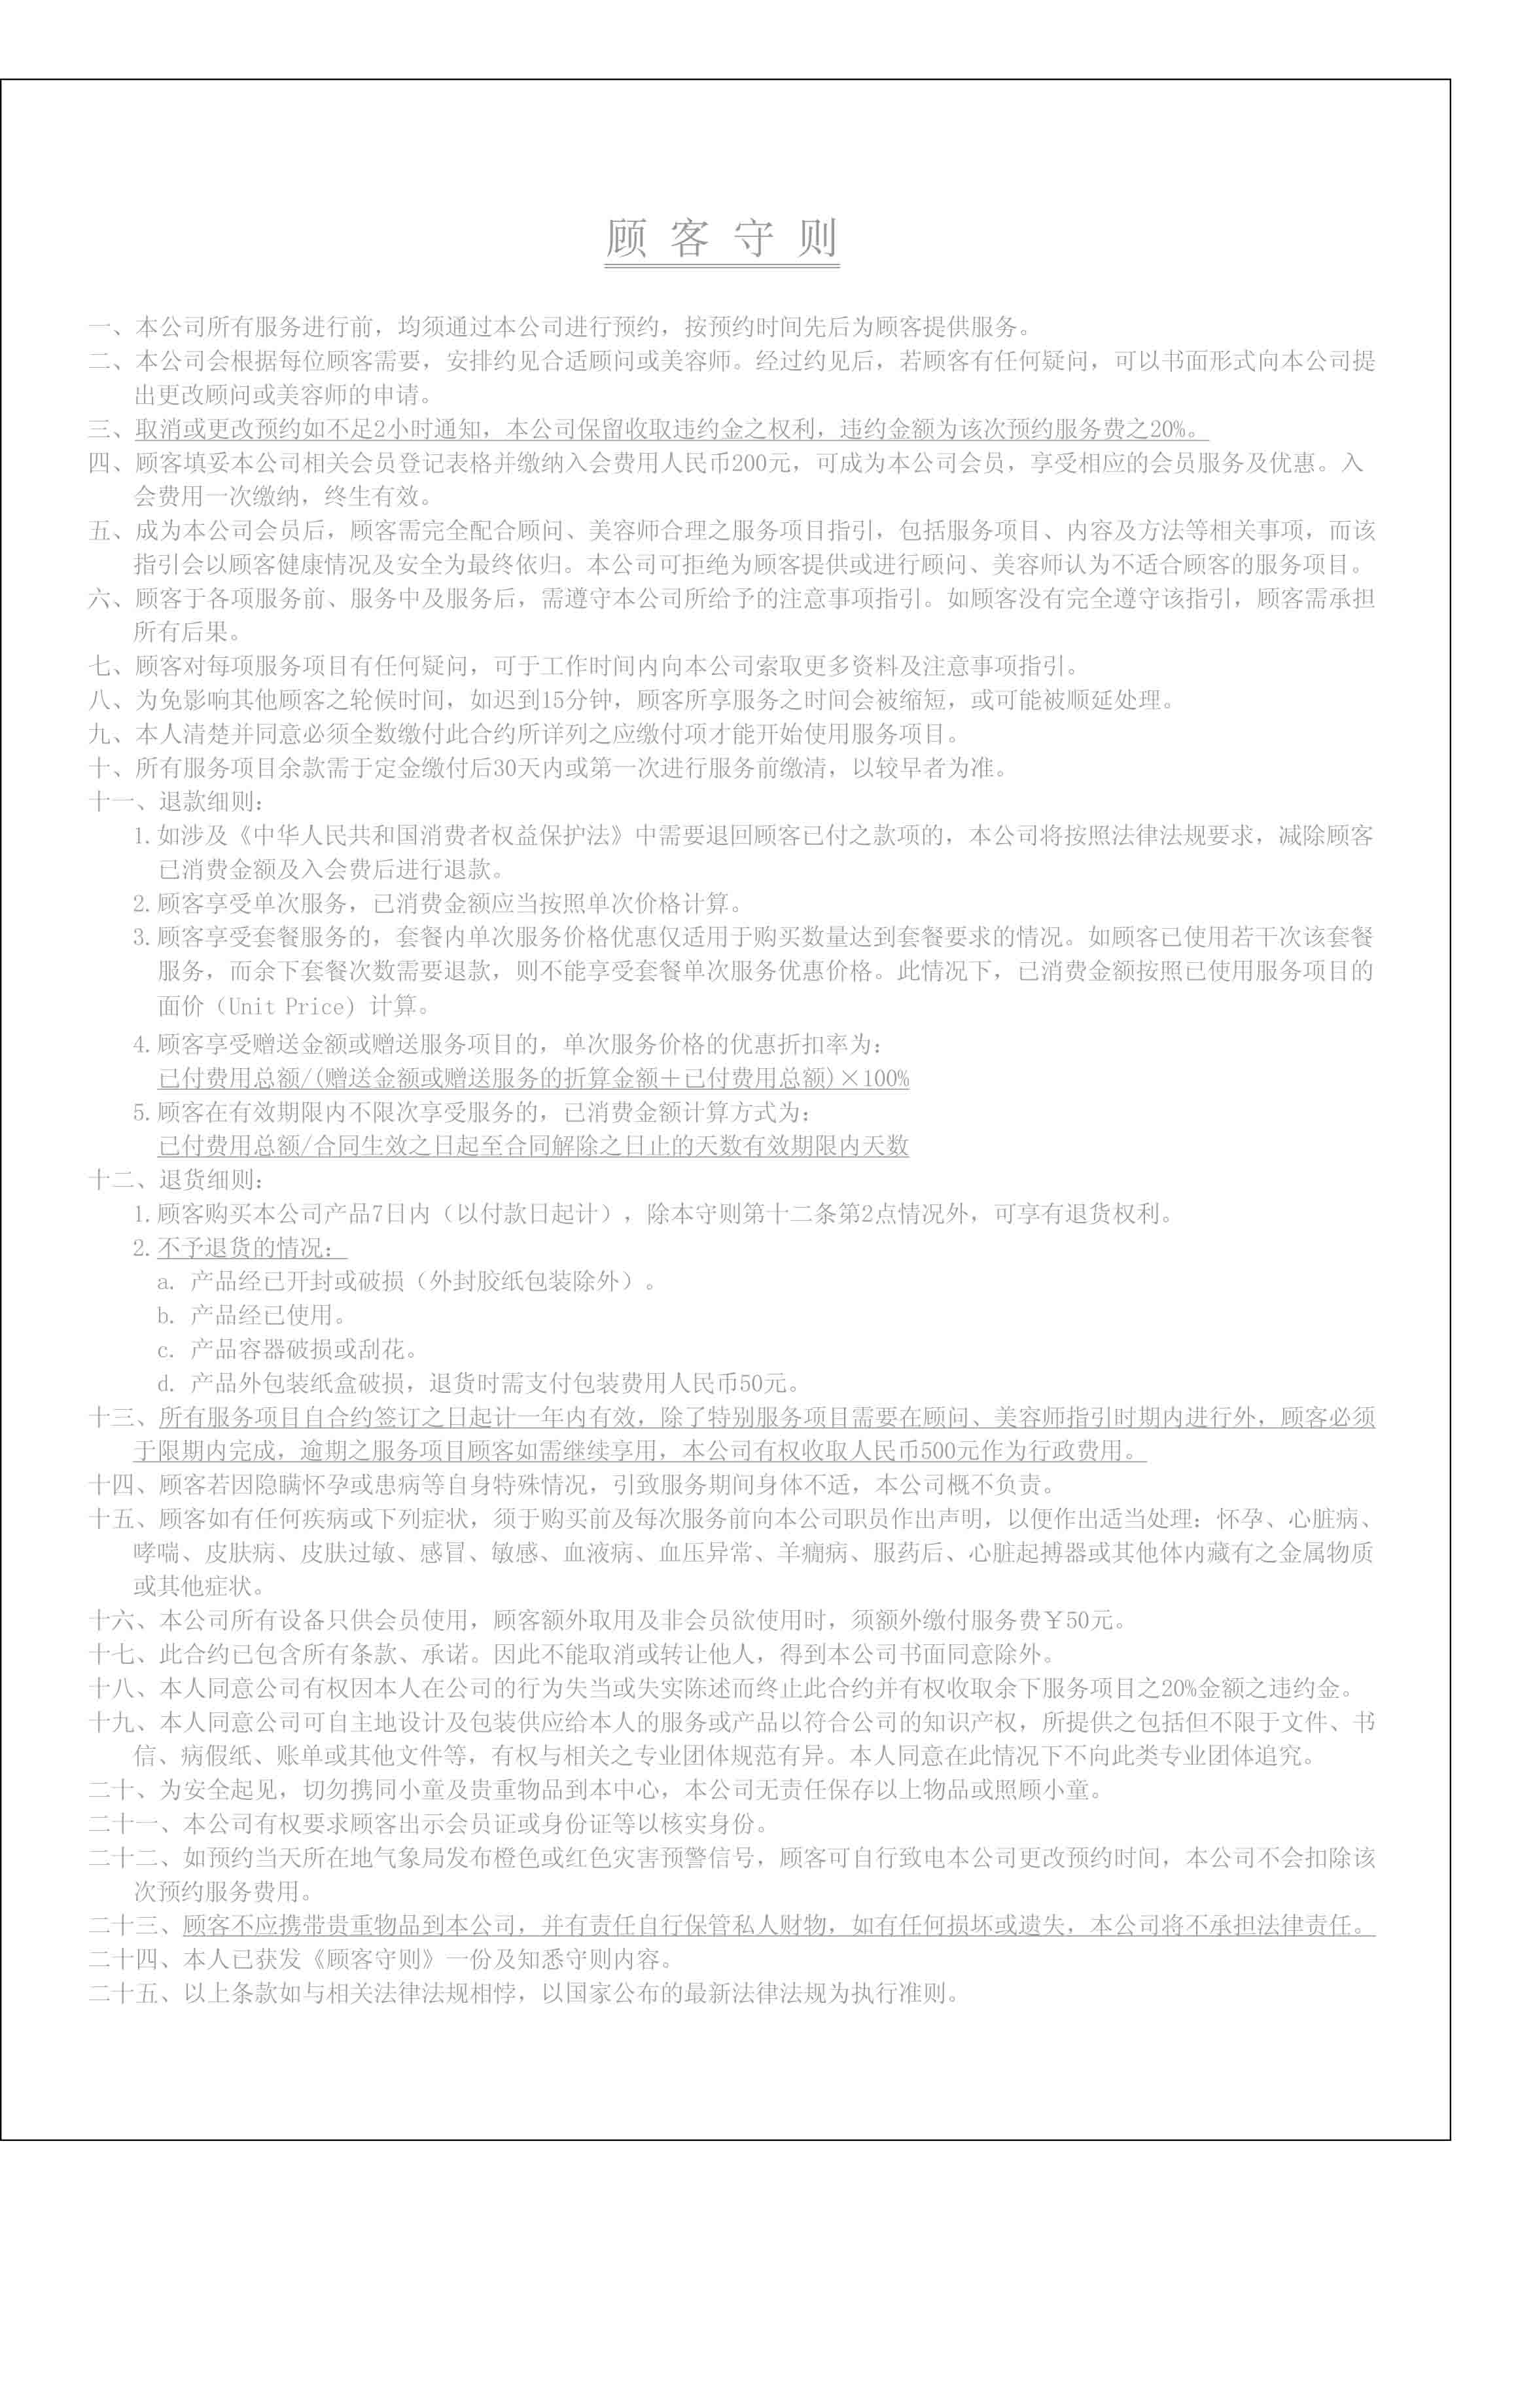 顾客守则
一、本公司所有服务进行前，均须通过本公司进行预约，按预约时间先后为顾客提供服务。
二、本公司会根据每位顾客需要，安排约见合适顾问或美容师。经过约见后，若顾客有任何疑问，可以书面形式向本公司提
出更改顾问或美容师的申请。
三、取消或更改预约如不足2小时通知，本公司保留收取违约金之权利，违约金额为该次预约服务费之20%。
四、顾客填妥本公司相关会员登记表格并缴纳入会费用人民币200元，可成为本公司会员，享受相应的会员服务及优惠。入
会费用一次缴纳，终生有效。
五、成为本公司会员后，顾客需完全配合顾问、美容师合理之服务项目指引，包括服务项目、内容及方法等相关事项，而该
指引会以顾客健康情况及安全为最终依归。本公司可拒绝为顾客提供或进行顾问、美容师认为不适合顾客的服务项目。
六、顾客于各项服务前、服务中及服务后，需遵守本公司所给予的注意事项指引。如顾客没有完全遵守该指引，顾客需承担
所有后果。
七、顾客对每项服务项目有任何疑问，可于工作时间内向本公司索取更多资料及注意事项指引。
八、为免影响其他顾客之轮候时间，如迟到15分钟，顾客所享服务之时间会被缩短，或可能被顺延处理。
九、本人清楚并同意必须全数缴付此合约所详列之应缴付项才能开始使用服务项目。
十、所有服务项目余款需于定金缴付后30天内或第一次进行服务前缴清，以较早者为准。
十一、退款细则：
1.如涉及《中华人民共和国消费者权益保护法》中需要退回顾客已付之款项的，本公司将按照法律法规要求，减除顾客
已消费金额及入会费后进行退款。
2.顾客享受单次服务，已消费金额应当按照单次价格计算。
3.顾客享受套餐服务的，套餐内单次服务价格优惠仅适用于购买数量达到套餐要求的情况。如顾客已使用若干次该套餐
服务，而余下套餐次数需要退款，则不能享受套餐单次服务优惠价格。此情况下，已消费金额按照已使用服务项目的
面价（Unit Price) 计算。
4.顾客享受赠送金额或赠送服务项目的，单次服务价格的优惠折扣率为：
已付费用总额/(赠送金额或赠送服务的折算金额＋已付费用总额)×100%
5.顾客在有效期限内不限次享受服务的，已消费金额计算方式为：
已付费用总额/合同生效之日起至合同解除之日止的天数有效期限内天数
十二、退货细则：
1.顾客购买本公司产品7日内（以付款日起计），除本守则第十二条第2点情况外，可享有退货权利。
2.不予退货的情况：
a. 产品经已开封或破损（外封胶纸包装除外）。
b. 产品经已使用。
c. 产品容器破损或刮花。
d. 产品外包装纸盒破损，退货时需支付包装费用人民币50元。
十三、所有服务项目自合约签订之日起计一年内有效，除了特别服务项目需要在顾问、美容师指引时期内进行外，顾客必须
于限期内完成，逾期之服务项目顾客如需继续享用，本公司有权收取人民币500元作为行政费用。
十四、顾客若因隐瞒怀孕或患病等自身特殊情况，引致服务期间身体不适，本公司概不负责。
十五、顾客如有任何疾病或下列症状，须于购买前及每次服务前向本公司职员作出声明，以便作出适当处理：怀孕、心脏病、
哮喘、皮肤病、皮肤过敏、感冒、敏感、血液病、血压异常、羊癫病、服药后、心脏起搏器或其他体内藏有之金属物质
或其他症状。
十六、本公司所有设备只供会员使用，顾客额外取用及非会员欲使用时，须额外缴付服务费￥50元。
十七、此合约已包含所有条款、承诺。因此不能取消或转让他人，得到本公司书面同意除外。
十八、本人同意公司有权因本人在公司的行为失当或失实陈述而终止此合约并有权收取余下服务项目之20%金额之违约金。
十九、本人同意公司可自主地设计及包装供应给本人的服务或产品以符合公司的知识产权，所提供之包括但不限于文件、书
信、病假纸、账单或其他文件等，有权与相关之专业团体规范有异。本人同意在此情况下不向此类专业团体追究。
二十、为安全起见，切勿携同小童及贵重物品到本中心，本公司无责任保存以上物品或照顾小童。
二十一、本公司有权要求顾客出示会员证或身份证等以核实身份。
二十二、如预约当天所在地气象局发布橙色或红色灾害预警信号，顾客可自行致电本公司更改预约时间，本公司不会扣除该
次预约服务费用。
二十三、顾客不应携带贵重物品到本公司，并有责任自行保管私人财物，如有任何损坏或遗失，本公司将不承担法律责任。
二十四、本人已获发《顾客守则》一份及知悉守则内容。
二十五、以上条款如与相关法律法规相悖，以国家公布的最新法律法规为执行准则。